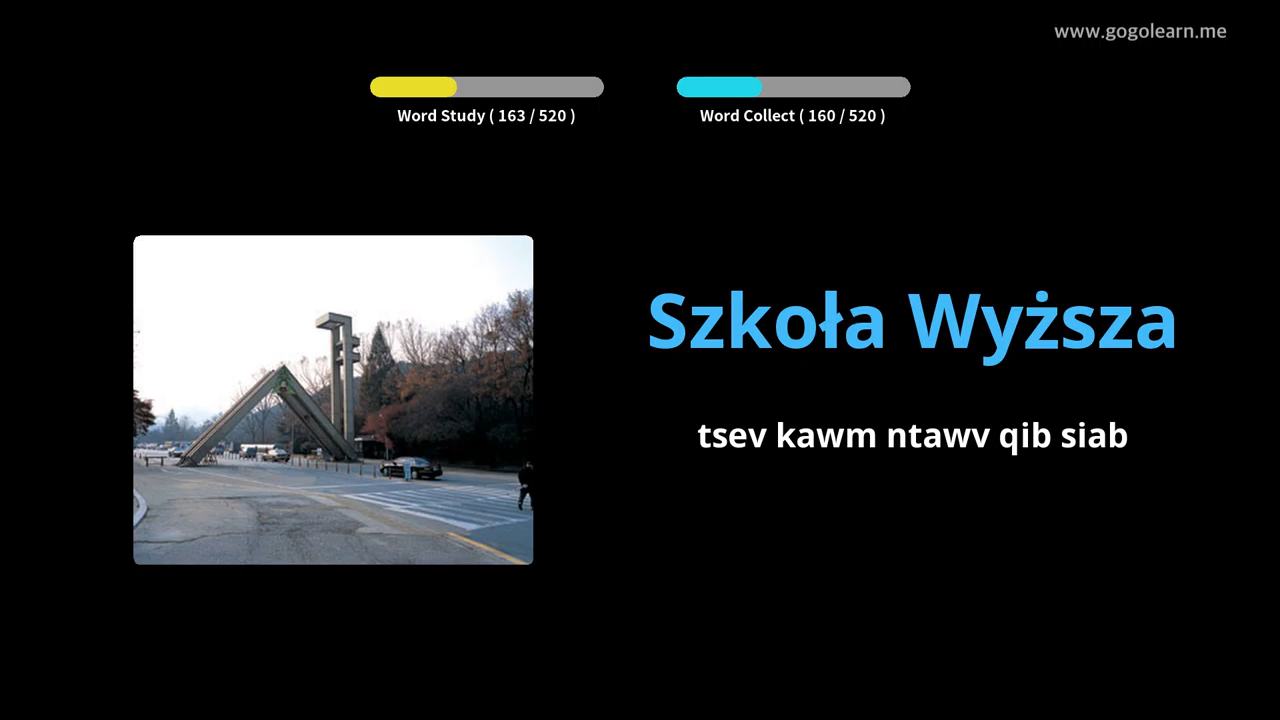 www.gogolearn.me
Word Study ( 163 / 520 )
Word Collect ( 160 / 520 )
Szkoła Wyższa
tsev kawm ntawv qib siab